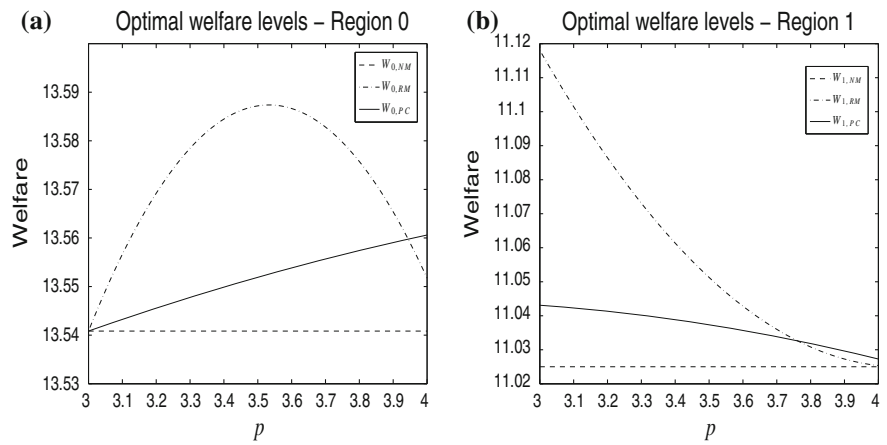 (a)
Optimal welfare levels – Region 0
W0,NM
W0,RM
W0,PC
13.59
13.58
13.57
13.56
13.55
13.54
13.53
Welfare
3 3.1 3.2 3.3 3.4 3.5 3.6 3.7 3.8 3.9 4
p
(b)
Optimal welfare levels – Region 1
W1,NM
W1,RM
W1,PC
11.12
11.11
11.1
11.09
11.08
11.07
11.06
11.05
11.04
11.03
11.02
Welfare
3 3.1 3.2 3.3 3.4 3.5 3.6 3.7 3.8 3.9 4
p